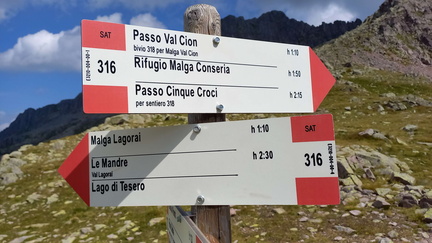 SAT
316
Passo Val Cion
bivio 318 per Malga Val Cion
h 1:10
Rifugio Malga Conseria
h 1:50
Passo Cinque Croci
per sentiero 318
h 2:15
Malga Lagorai
h 1:10
Le Mandre
Val Lagorai
h 2:30
Lago di Tesero
SAT
316